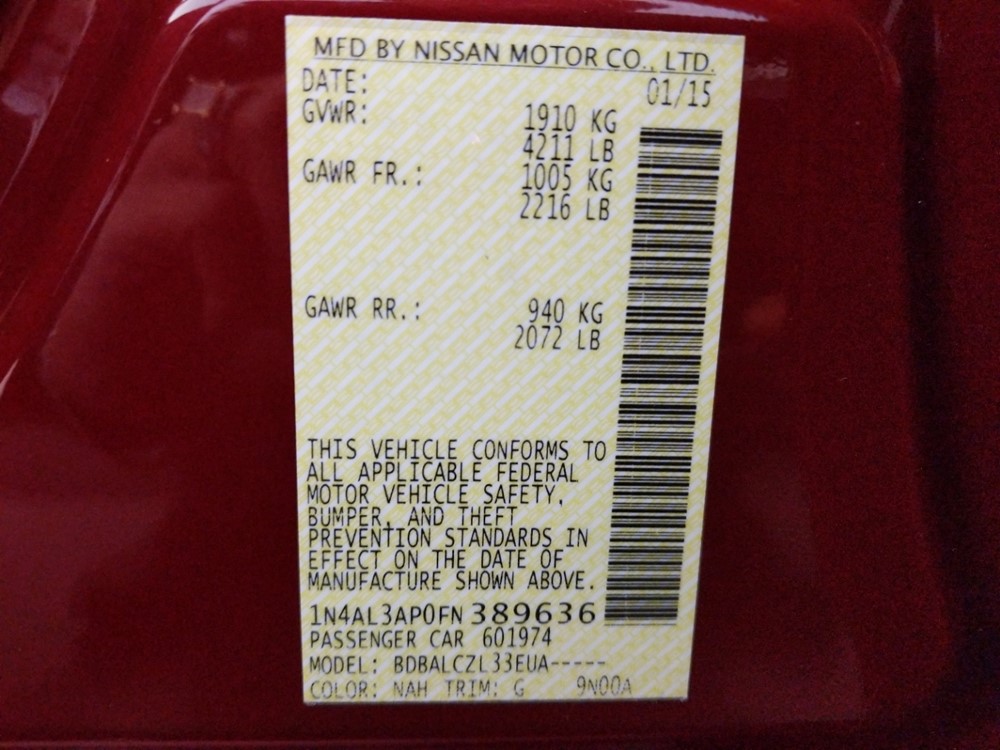 MFD BY NISSAN MOTOR CO., LTD.
DATE: 01/15
GVWR: 1910 KG
4211 LB
GAWR FR.: 1005 KG
2216 LB
GAWR RR.: 940 KG
2072 LB
THIS VEHICLE CONFORMS TO
ALL APPLICABLE FEDERAL
MOTOR VEHICLE SAFETY,
BUMPER, AND THEFT
PREVENTION STANDARDS IN
EFFECT ON THE DATE OF
MANUFACTURE SHOWN ABOVE.
1N4AL3AP0FN 389636
PASSENGER CAR 601974
MODEL: BDBALCZL33EUA-----
COLOR: NAH TRIM: G 9N00A